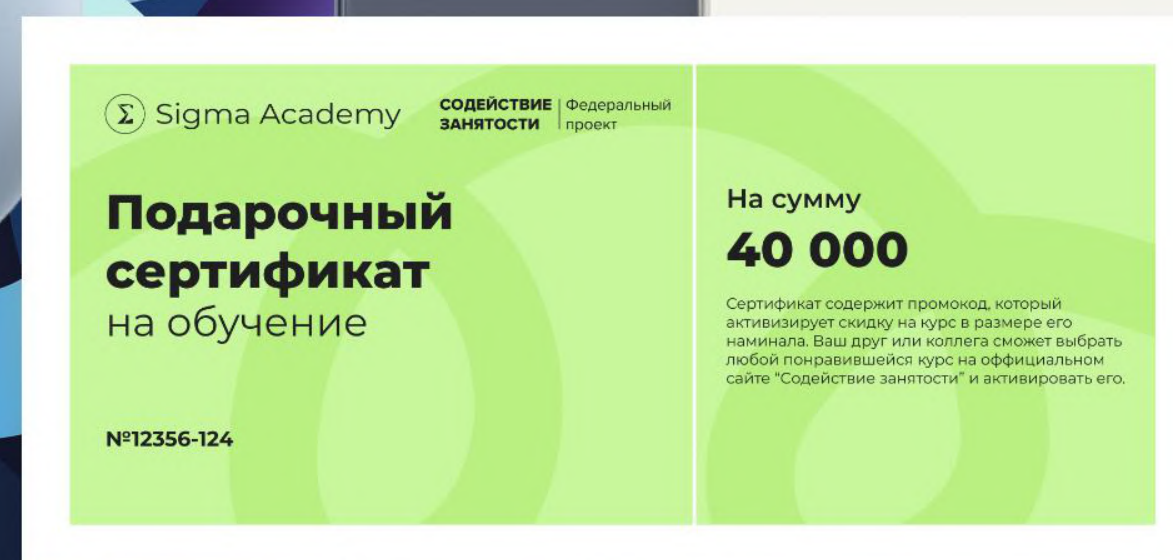 Σ Sigma Academy
СОДЕЙСТВИЕ
ЗАНЯТОСТИ
Федеральный
проект
Подарочный
сертификат
на обучение
№12356-124
На сумму
40 000
Сертификат содержит промокод, который
активизирует скидку на курс в размере его
наминала. Ваш друг или коллега сможет выбрать
любой понравившейся курс на оффициальном
сайте “Содействие занятости” и активировать его.